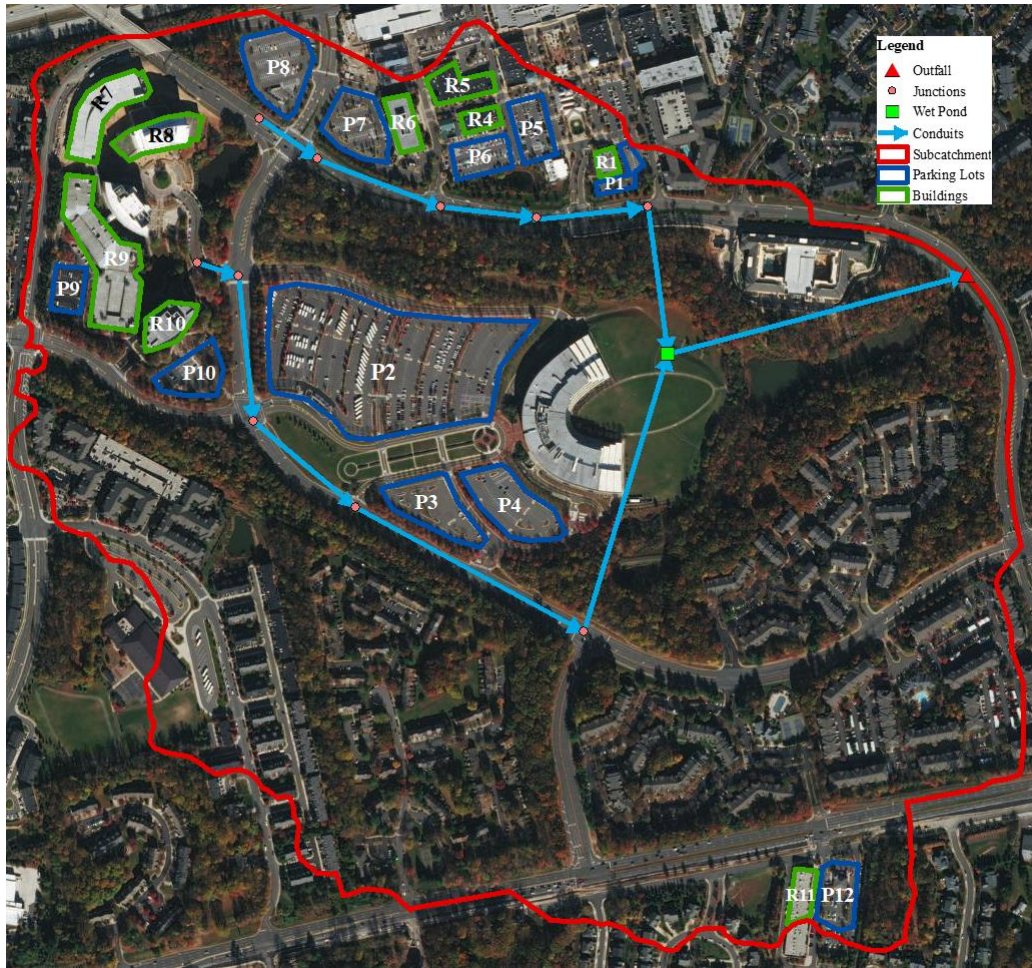 Legend
Outfall
Junctions
Wet Pond
Conduits
Subcatchment
Parking Lots
Buildings
P8
R7
R5
R8
P7
R6
R4
P5
P6
R1
P1
R9
P9
R10
P10
P2
P3
P4
R11
P12